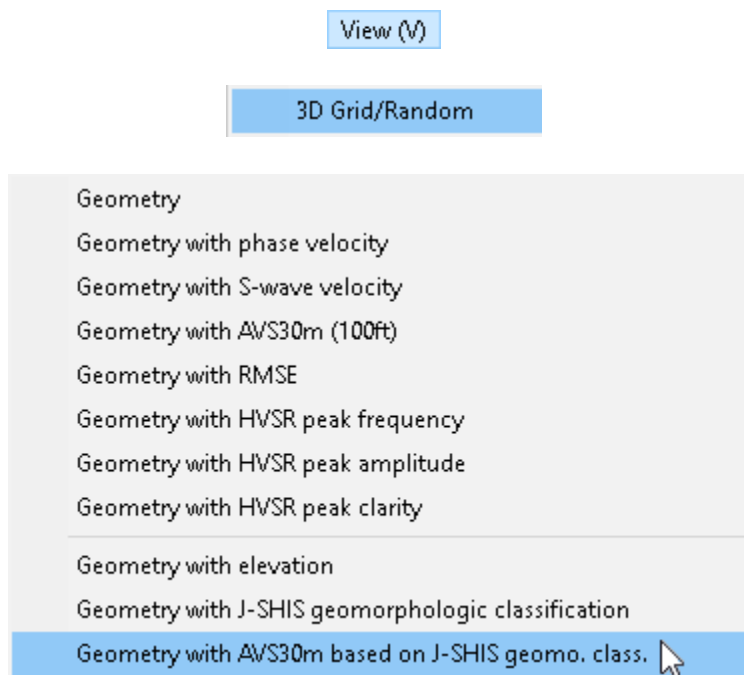 View (V)
3D Grid/Random
Geometry
Geometry with phase velocity
Geometry with S-wave velocity
Geometry with AVS30m (100ft)
Geometry with RMSE
Geometry with HVSR peak frequency
Geometry with HVSR peak amplitude
Geometry with HVSR peak clarity
Geometry with elevation
Geometry with J-SHIS geomorphologic classification
Geometry with AVS30m based on J-SHIS geomo. class.